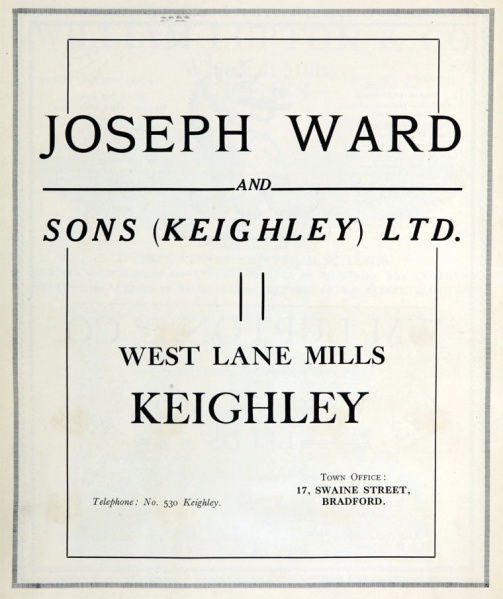 JOSEPH WARD
AND
SONS (KEIGHLEY) LTD.
WEST LANE MILLS
KEIGHLEY
Telephone: No. 530 Keighley.
Town Office:
17, SWAINE STREET,
BRADFORD.